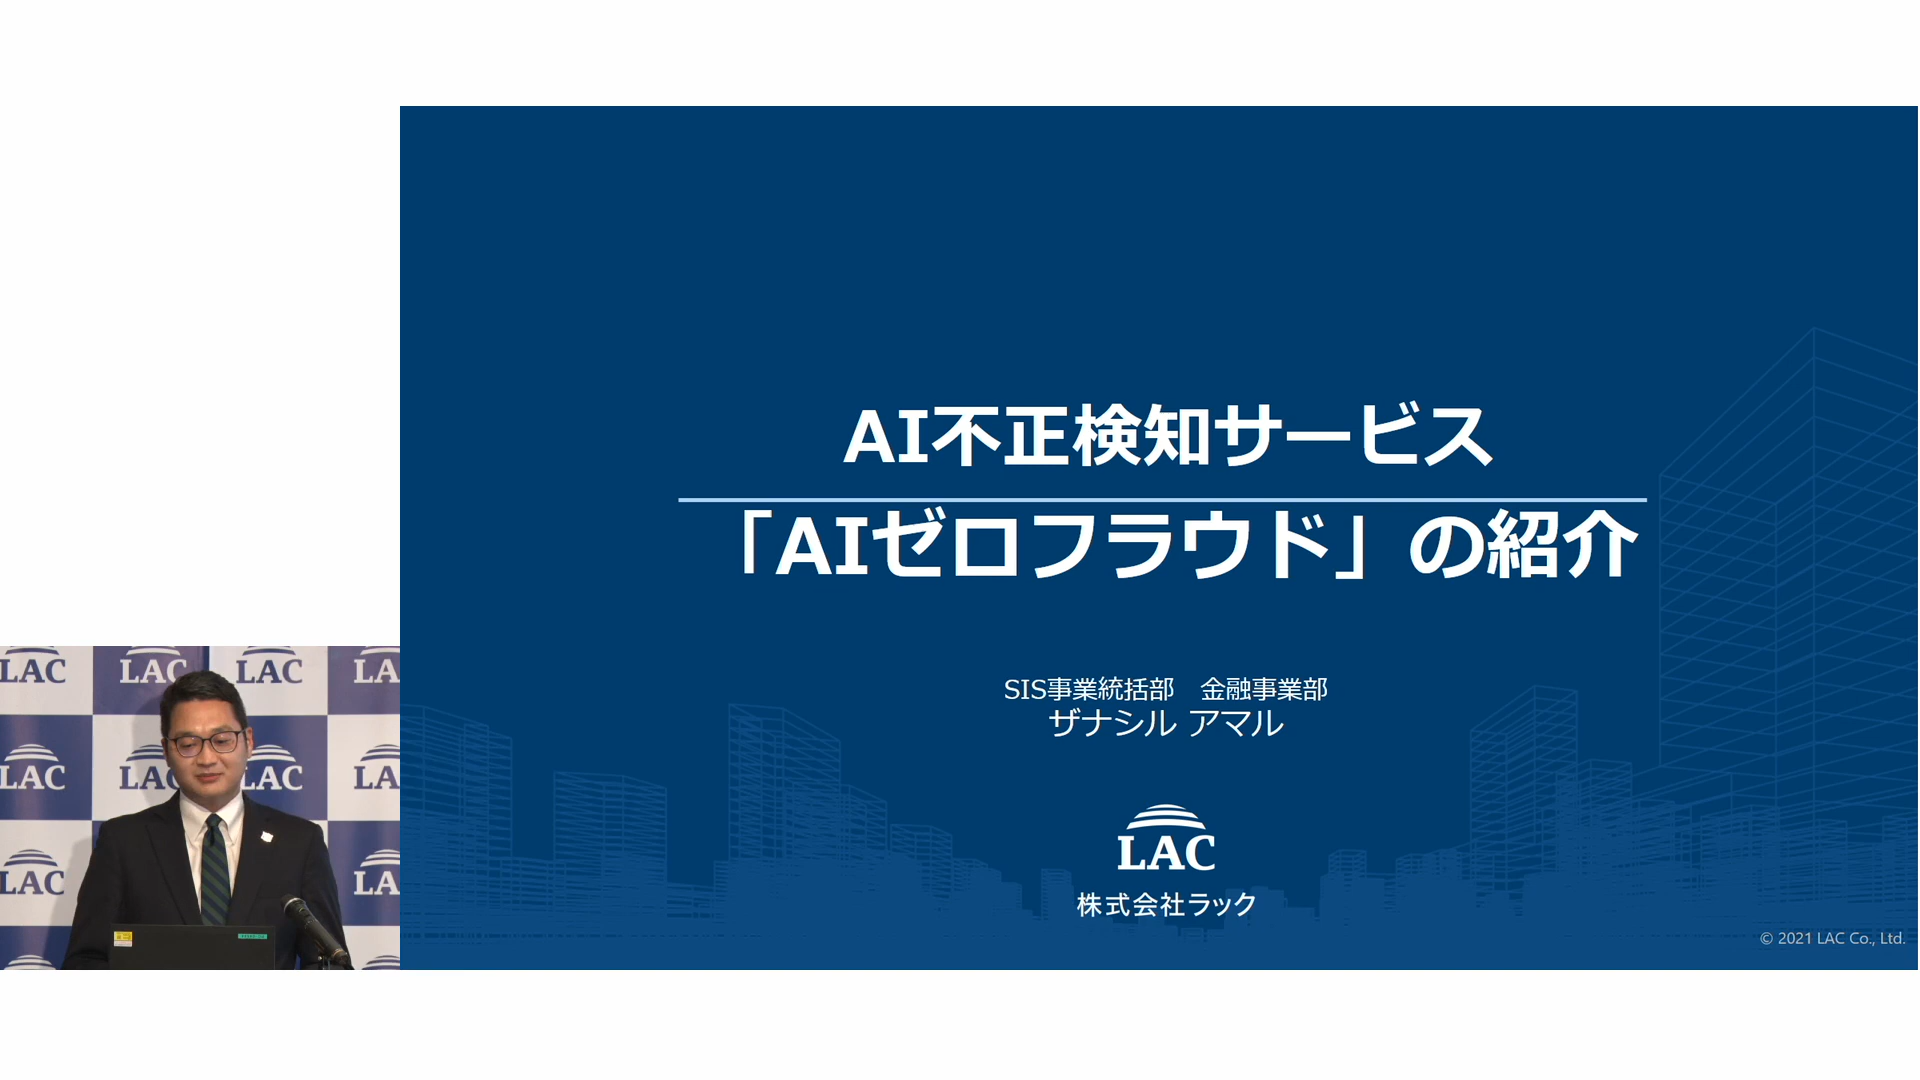 AI不正検知サービス
「AIゼロフラウド」の紹介
SIS事業統括部　金融事業部
ザナシル アマル
LAC
株式会社ラック
© 2021 LAC Co., Ltd.
LAC LAC LAC LA
LAC LAC LAC LA
LAC LA